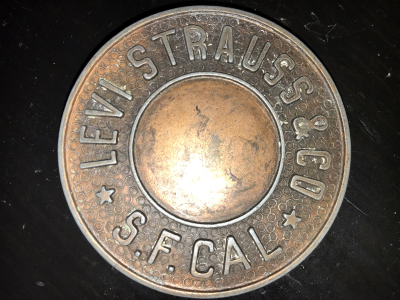 LEVI STRAUSS & CO
S.F. CAL